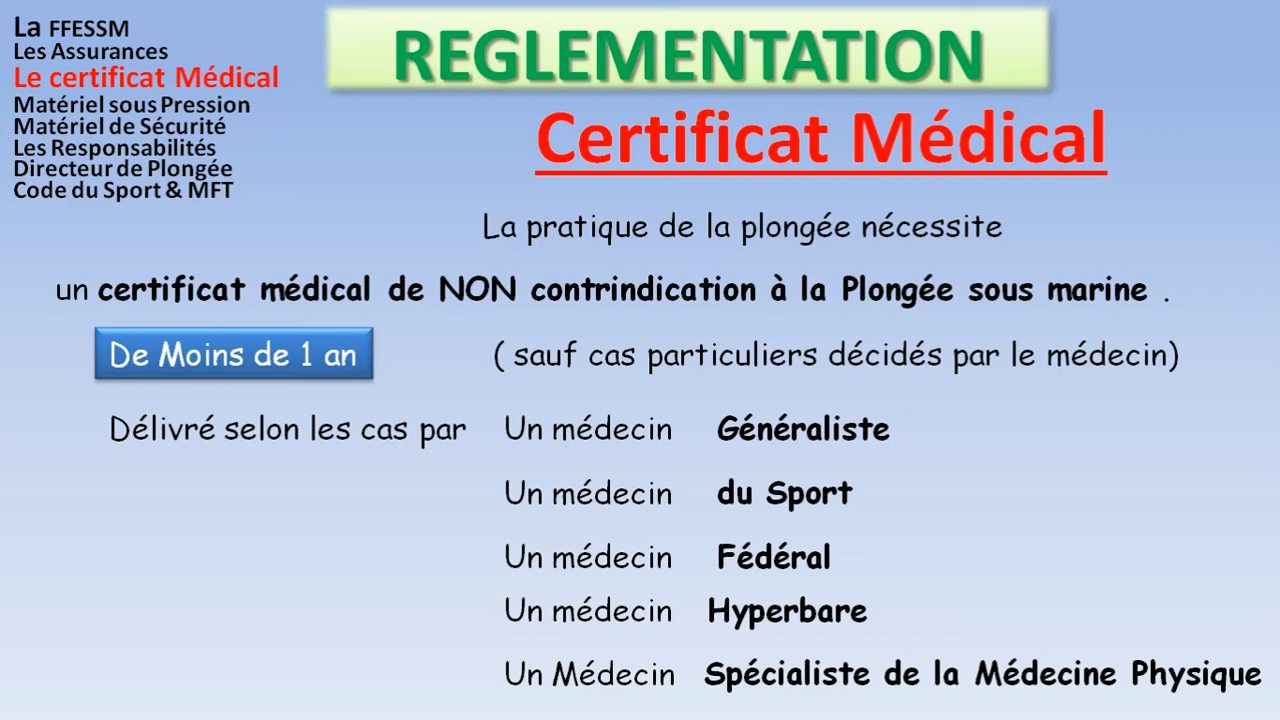 La FFESSM
Les Assurances
Le certificat Médical
Matériel sous Pression
Matériel de Sécurité
Les Responsabilités
Directeur de Plongée
Code du Sport & MFT
REGLEMENTATION
Certificat Médical
La pratique de la plongée nécessite
un certificat médical de NON contrindication à la Plongée sous marine .
De Moins de 1 an ( sauf cas particuliers décidés par le médecin)
Délivré selon les cas par Un médecin Généraliste
Un médecin du Sport
Un médecin Fédéral
Un médecin Hyperbare
Un Médecin Spécialiste de la Médecine Physique